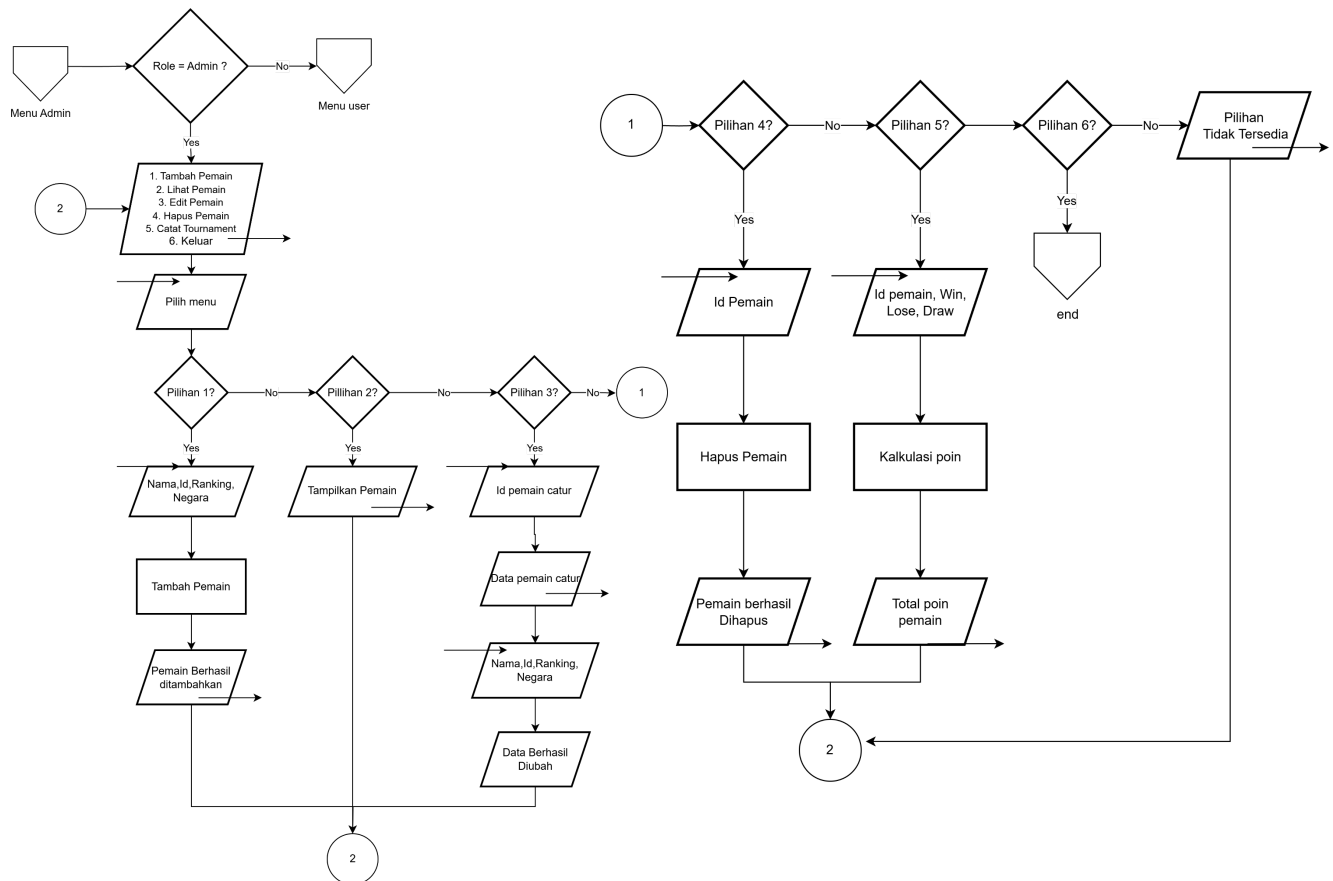 Menu Admin
Role = Admin ?
No
Menu user
Yes
2
1. Tambah Pemain
2. Lihat Pemain
3. Edit Pemain
4. Hapus Pemain
5. Catat Tournament
6. Keluar
Pilih menu
Pilihan 1?
No
Pillihan 2?
No
Pilihan 3?
No
1
Yes
Yes
Yes
Nama,Id,Ranking,
Negara
Tampilkan Pemain
Id pemain catur
Tambah Pemain
Data pemain catur
Pemain Berhasil
ditambahkan
Nama,Id,Ranking,
Negara
Data Berhasil
Diubah
2
1
Pilihan 4?
No
Pilihan 5?
Pilihan 6?
No
Pilihan
Tidak Tersedia
Yes
Yes
Yes
Id Pemain
Id pemain, Win,
Lose, Draw
end
Hapus Pemain
Kalkulasi poin
Pemain berhasil
Dihapus
Total poin
pemain
2